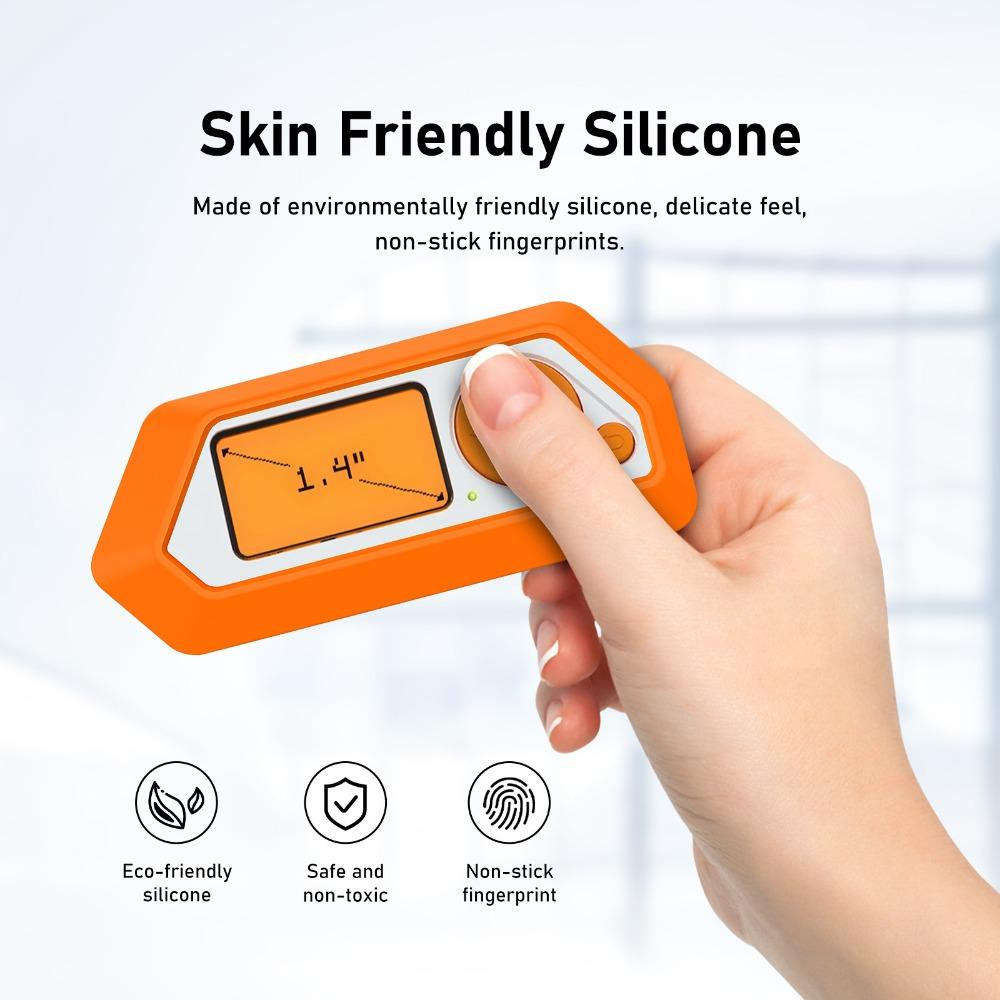 Skin Friendly Silicone
Made of environmentally friendly silicone, delicate feel,
non-stick fingerprints.
1.4"
Eco-friendly
silicone
Safe and
non-toxic
Non-stick
fingerprint